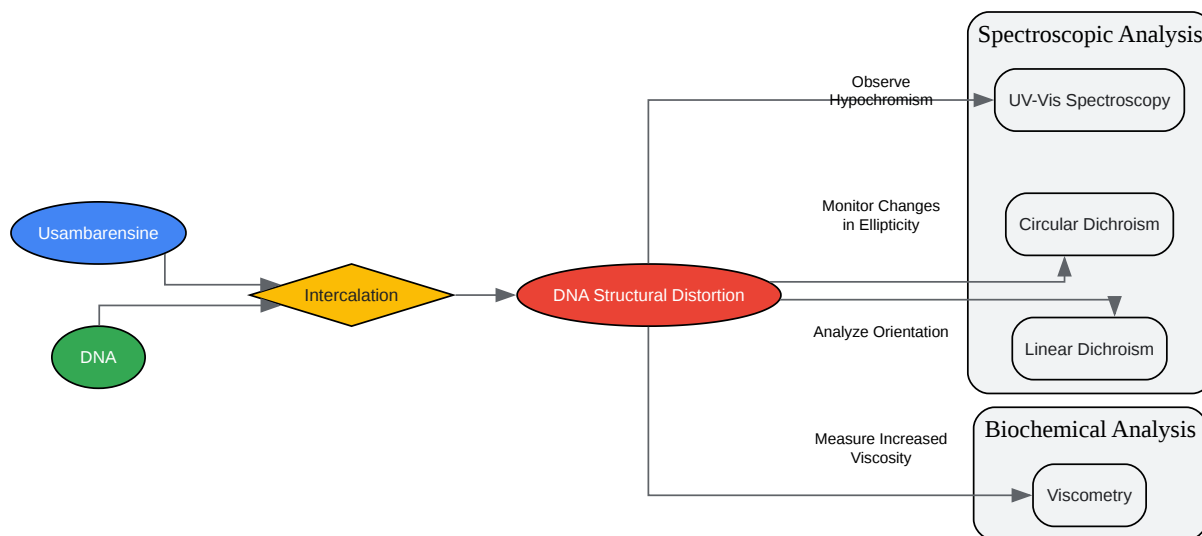 Spectroscopic Analysis
Observe
Hypochromism
UV-Vis Spectroscopy
Monitor Changes
in Ellipticity
Circular Dichroism
Usambarensine
Intercalation
DNA Structural Distortion
Analyze Orientation
Linear Dichroism
DNA
Biochemical Analysis
Measure Increased
Viscosity
Viscometry